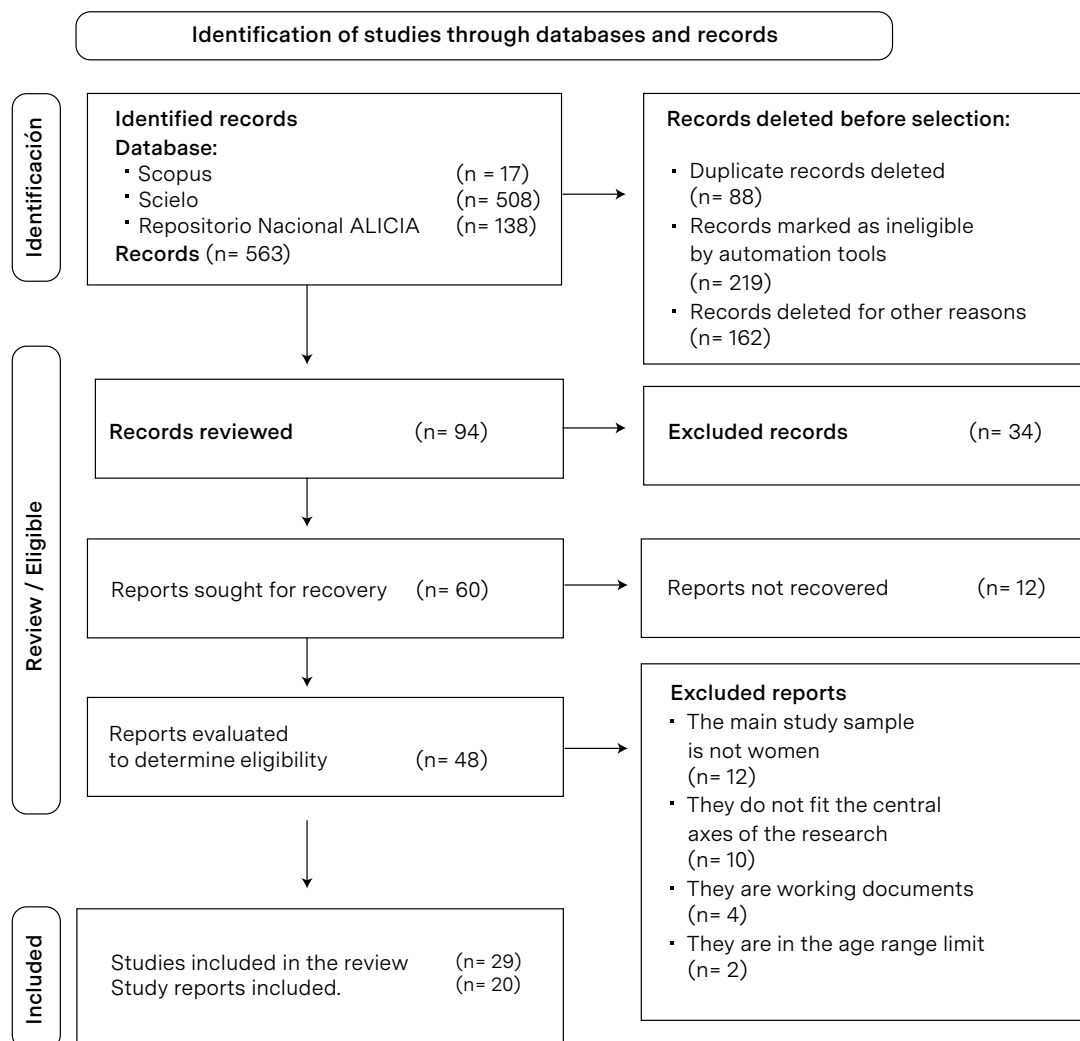 Identification of studies through databases and records
Identificación
Identified records
Database:
· Scopus (n = 17)
· Scielo (n= 508)
· Repositorio Nacional ALICIA (n= 138)
Records (n= 563)
Records deleted before selection:
· Duplicate records deleted
(n= 88)
· Records marked as ineligible
by automation tools
(n= 219)
· Records deleted for other reasons
(n= 162)
Review / Eligible
Records reviewed (n= 94)
Excluded records (n= 34)
Reports sought for recovery (n= 60)
Reports not recovered (n= 12)
Reports evaluated
to determine eligibility (n= 48)
Excluded reports
· The main study sample
is not women
(n= 12)
· They do not fit the central
axes of the research
(n= 10)
· They are working documents
(n= 4)
· They are in the age range limit
(n= 2)
Included
Studies included in the review (n= 29)
Study reports included. (n= 20)